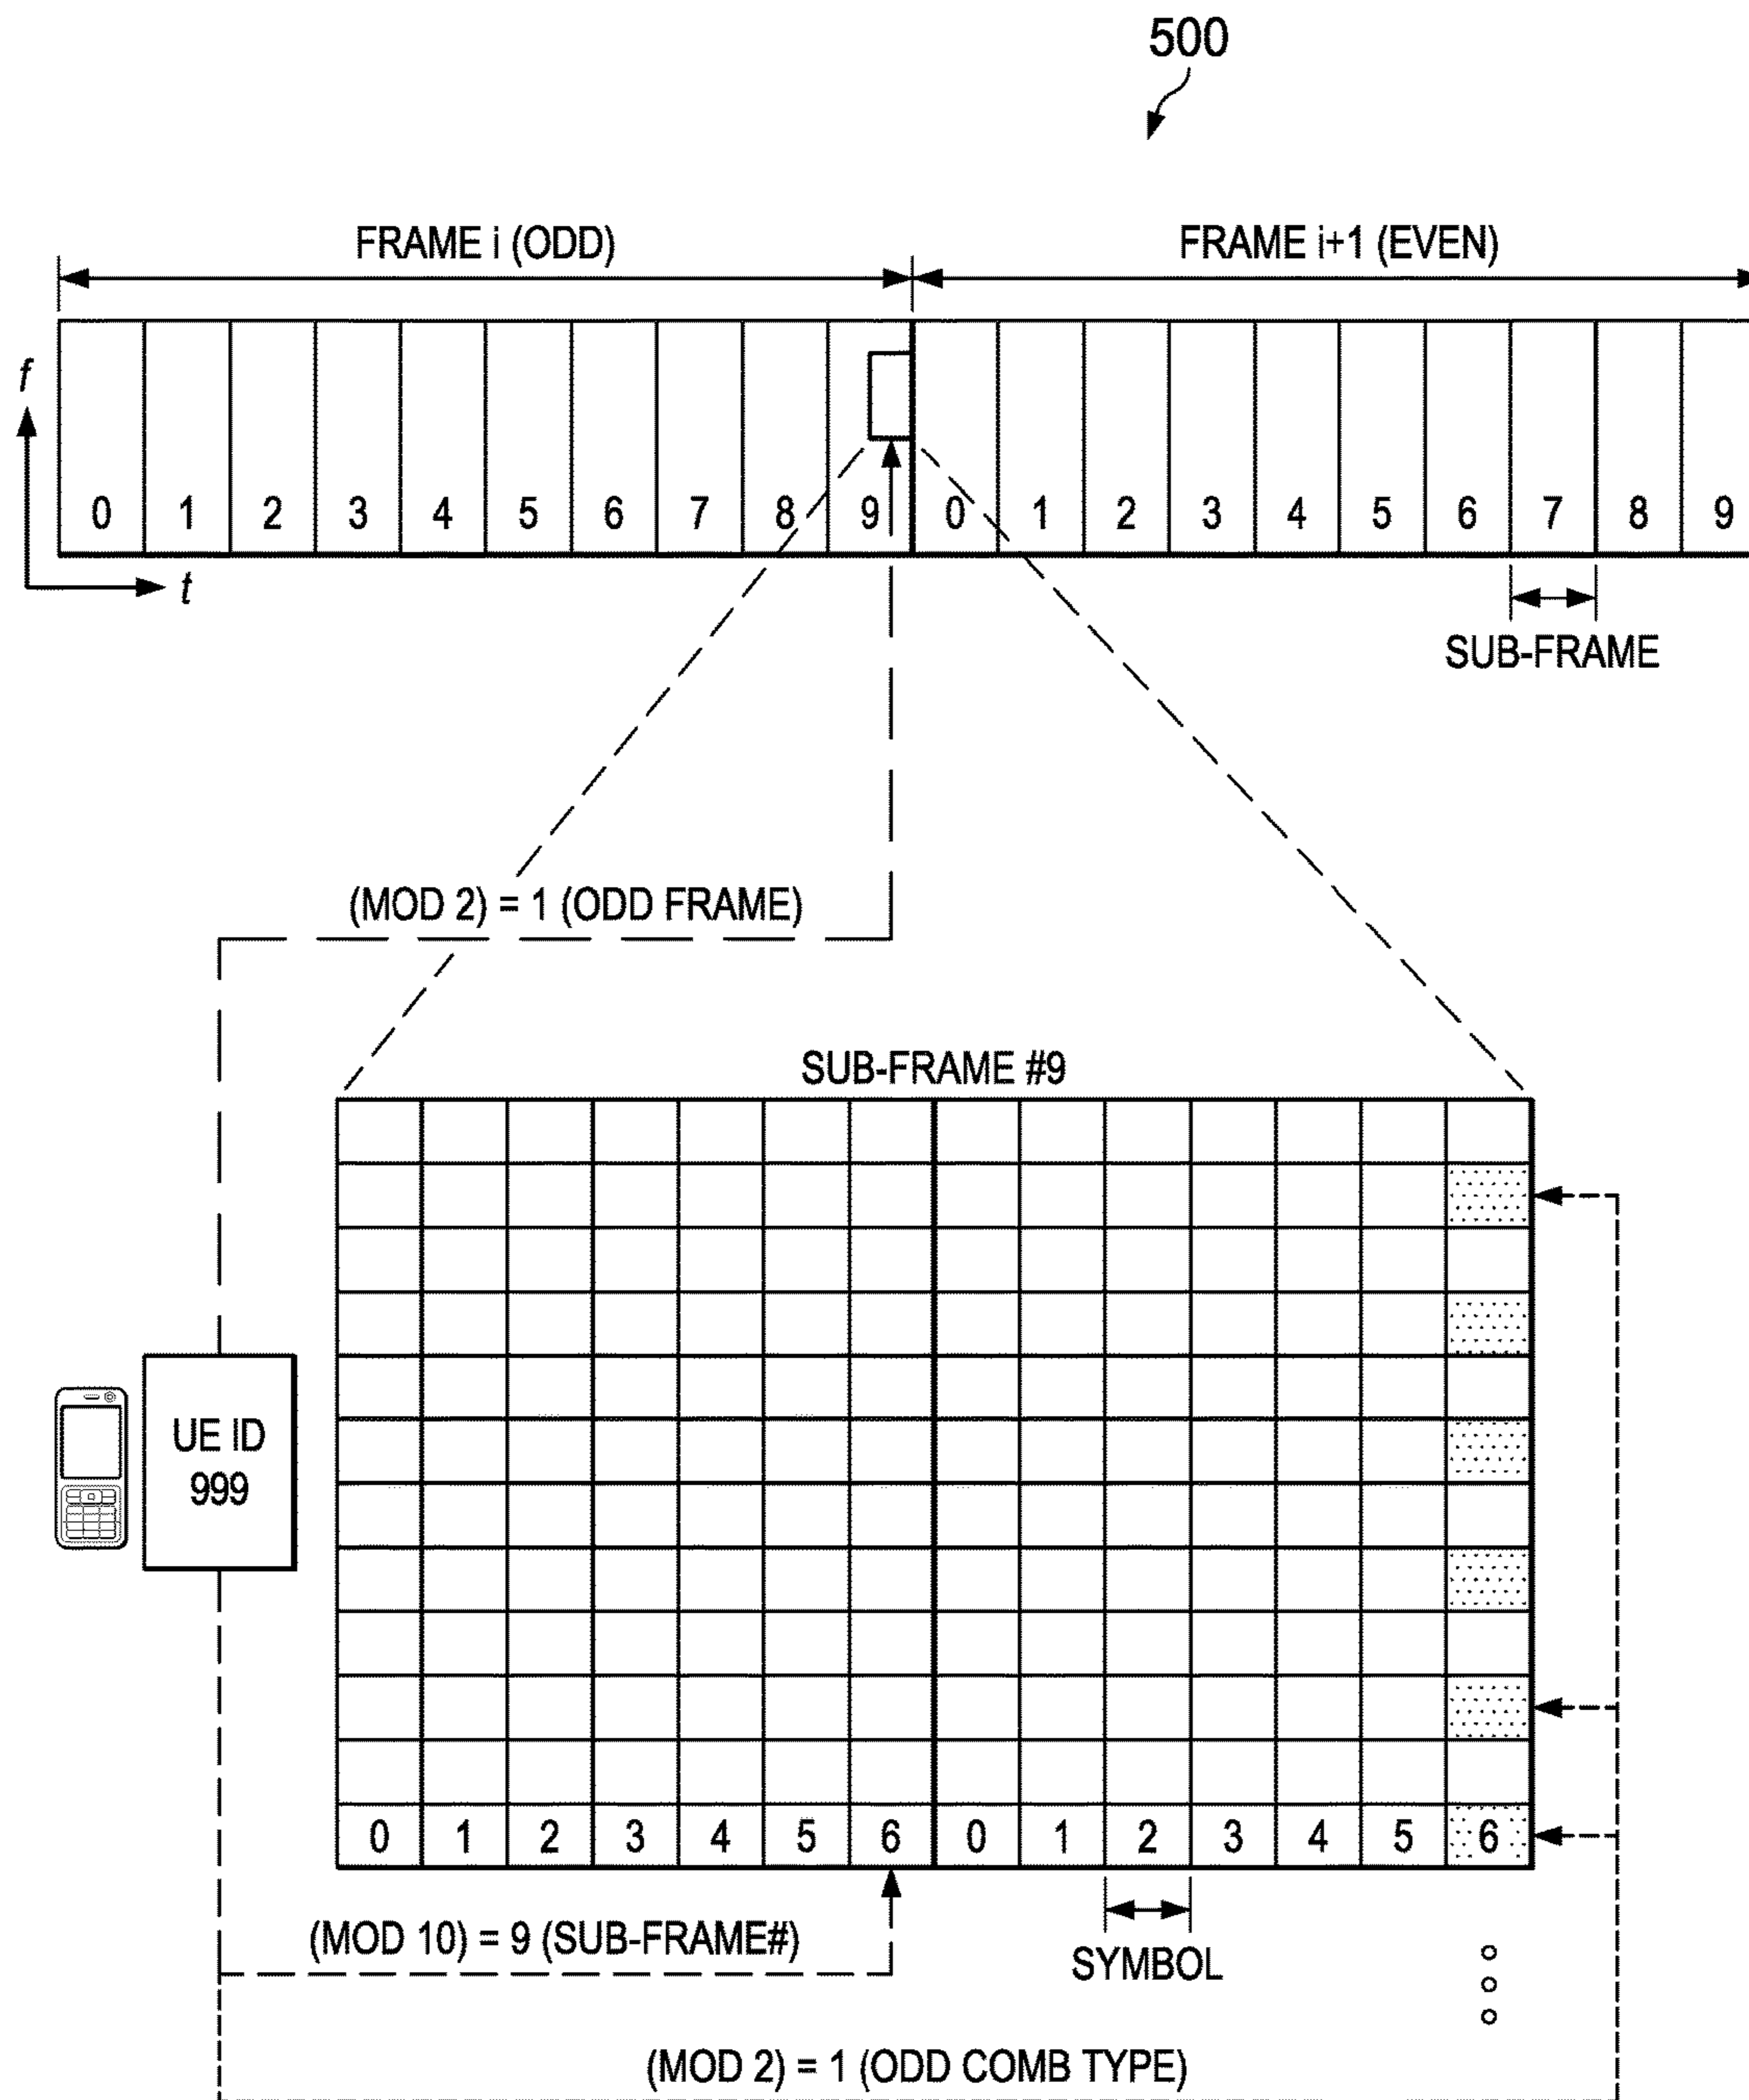 500
FRAME i (ODD) FRAME i+1 (EVEN)
f
0 1 2 3 4 5 6 7 8 9 0 1 2 3 4 5 6 7 8 9
t
SUB-FRAME
(MOD 2) = 1 (ODD FRAME)
SUB-FRAME #9
UE ID
999
0 1 2 3 4 5 6 0 1 2 3 4 5 6
(MOD 10) = 9 (SUB-FRAME#)
SYMBOL
(MOD 2) = 1 (ODD COMB TYPE)